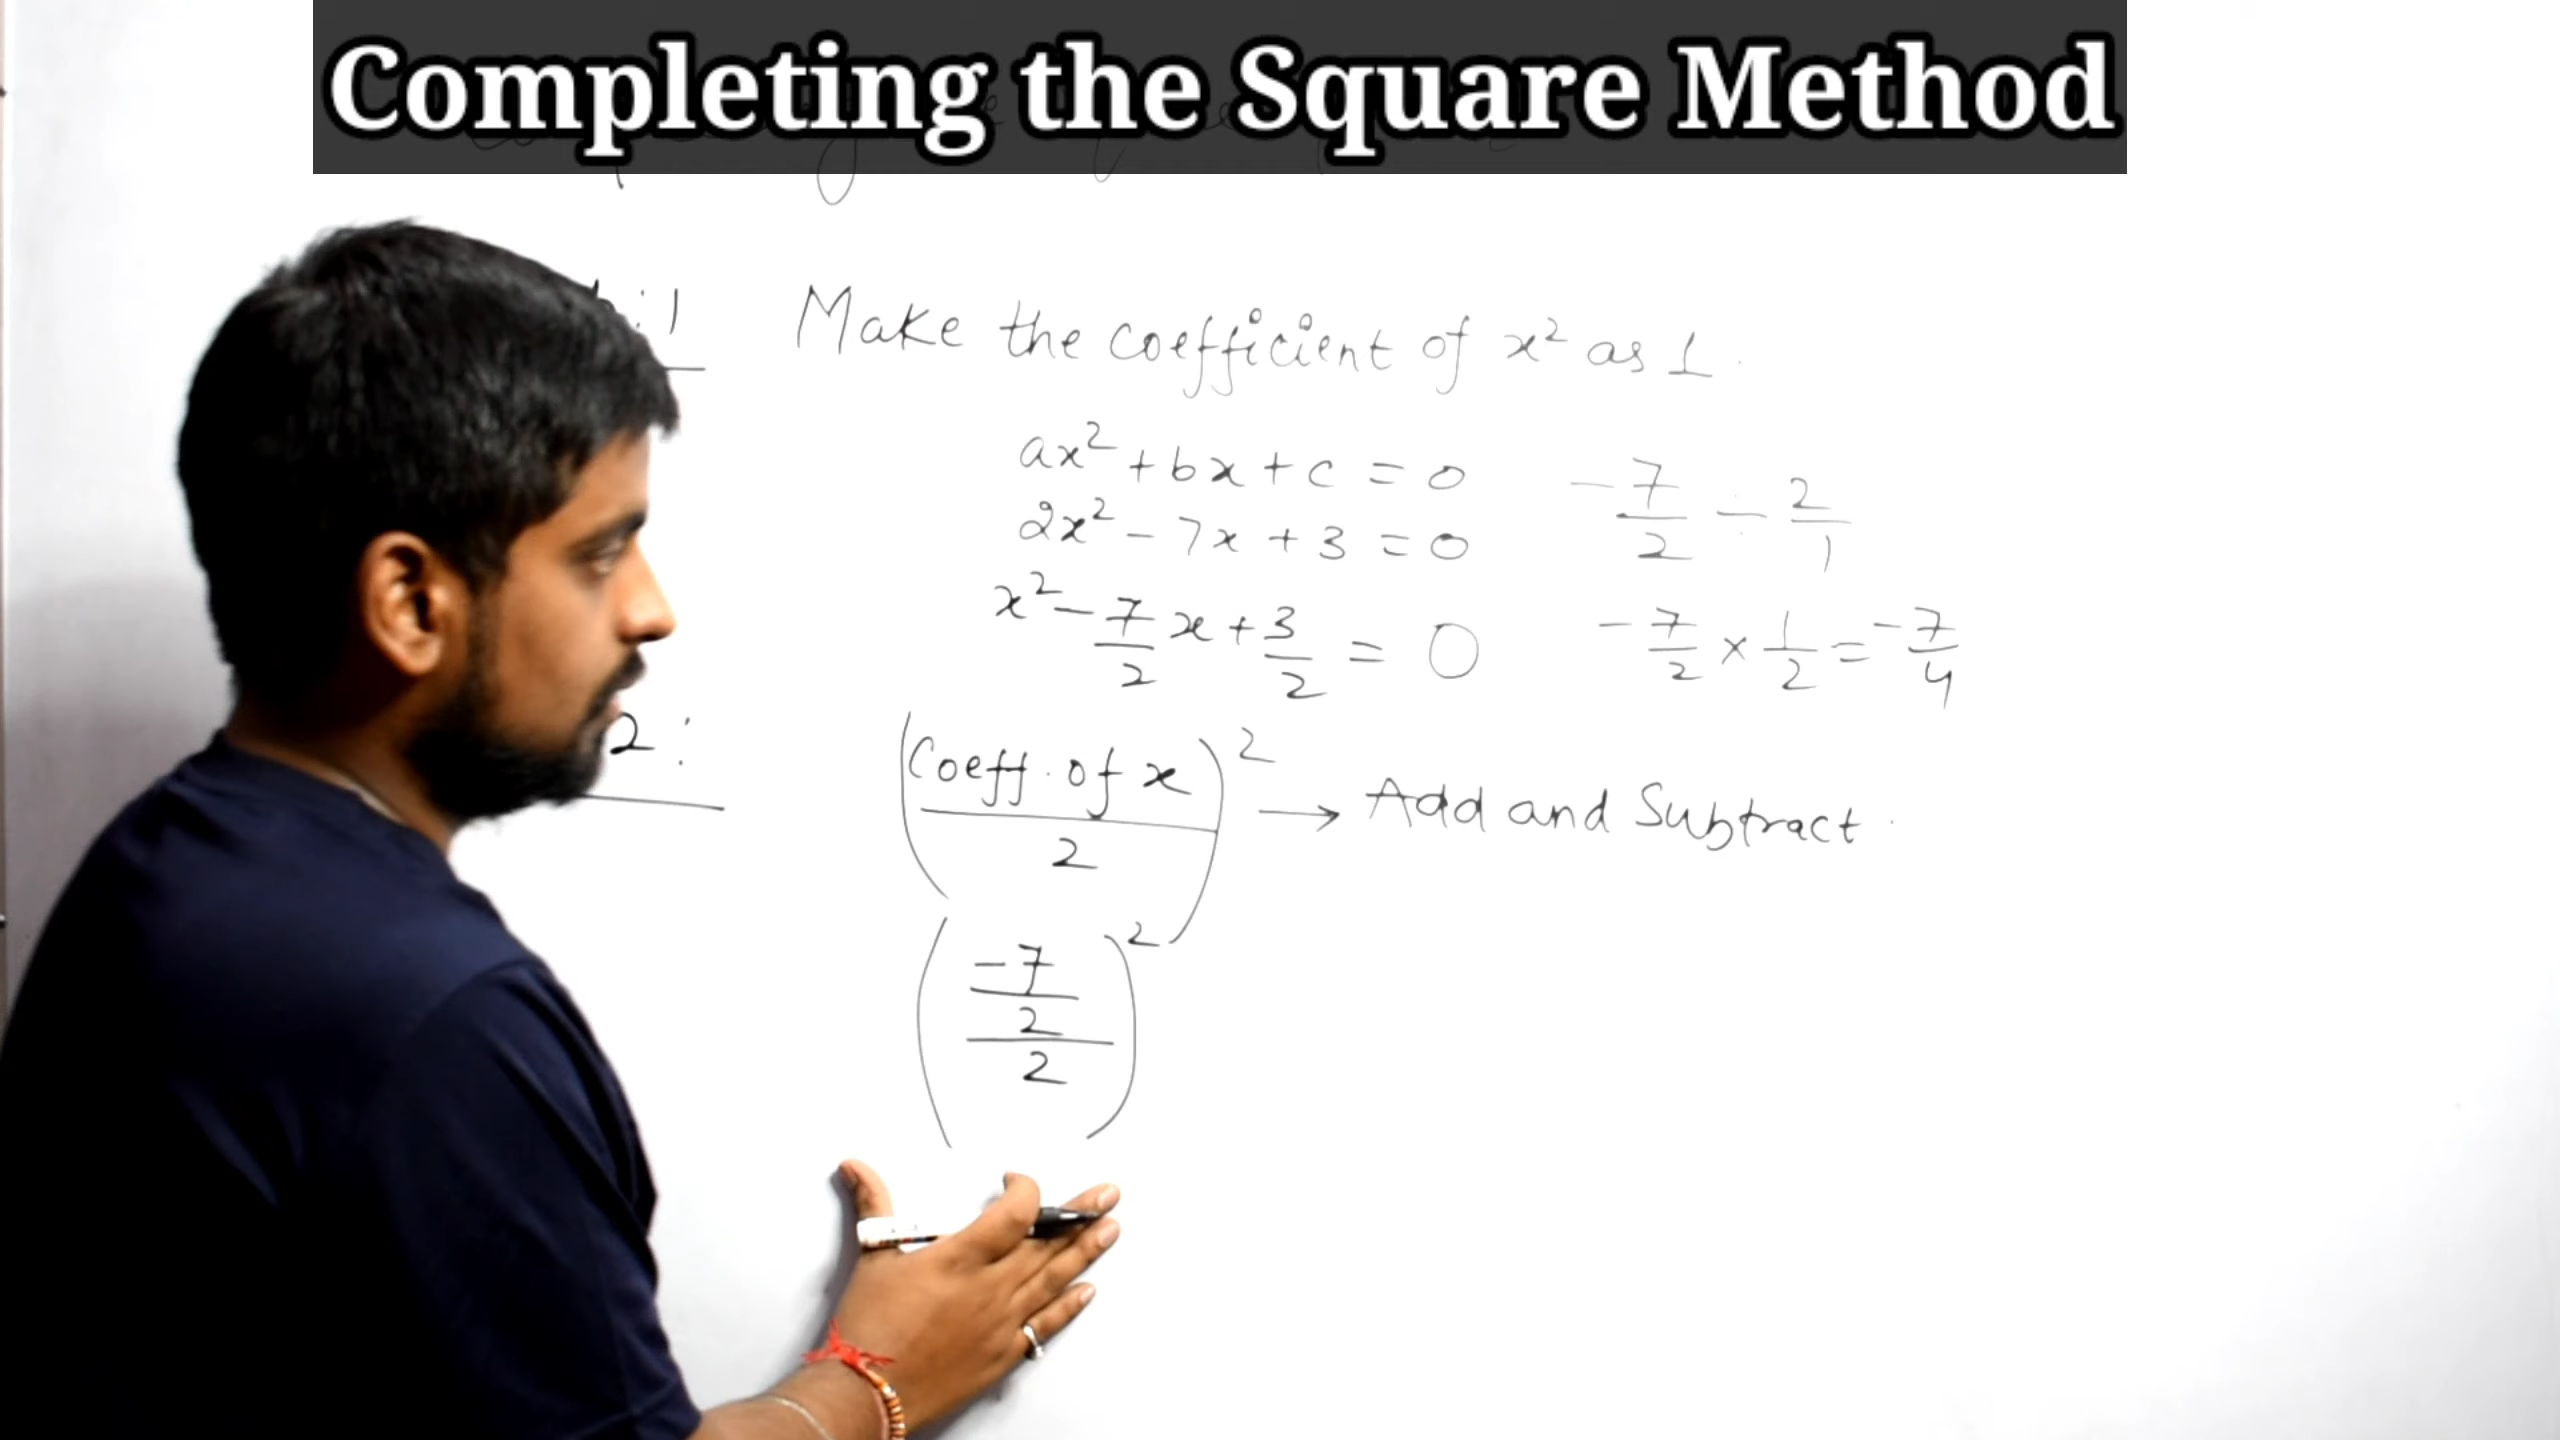 Completing the Square Method
:1 Make the coefficient of x² as 1.
ax² + bx + c = 0
2x² - 7x + 3 = 0
x² - 7/2 x + 3/2 = 0
-7/2 ÷ 2/1
-7/2 × 1/2 = -7/4
2: (Coeff. of x / 2)² → Add and Subtract.
(-7/2 / 2)²